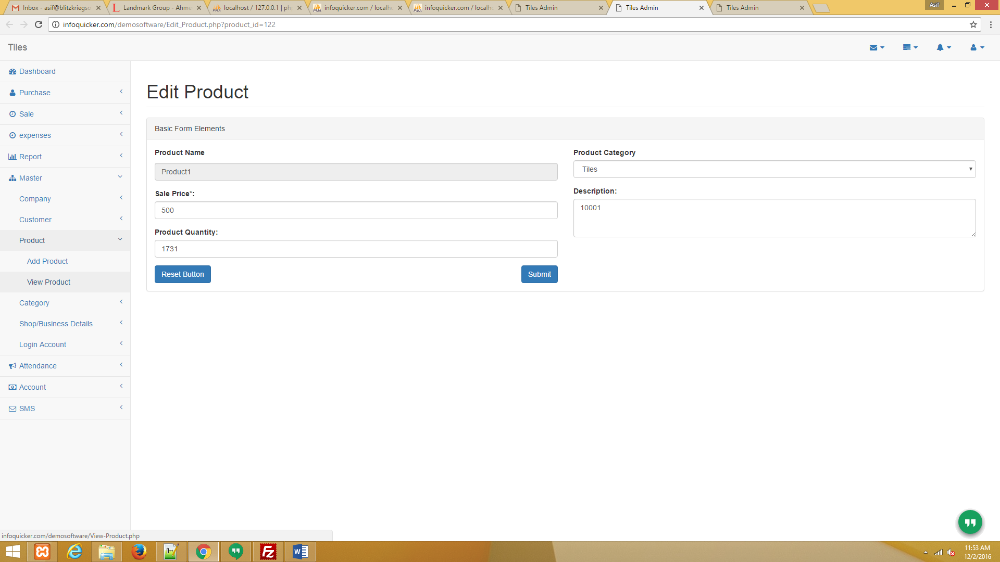 Inbox - asif@blitzkriegso
Landmark Group - Ahme
localhost / 127.0.0.1 | ph
infoquicker.com / localh
infoquicker.com / localh
Tiles Admin
Tiles Admin
Tiles Admin
Asif
infoquicker.com/demosoftware/Edit_Product.php?product_id=122
Tiles
Dashboard
Purchase
Sale
expenses
Report
Master
Company
Customer
Product
Add Product
View Product
Category
Shop/Business Details
Login Account
Attendance
Account
SMS
Edit Product
Basic Form Elements
Product Name
Product1
Sale Price*:
500
Product Quantity:
1731
Reset Button
Submit
Product Category
Tiles
Description:
10001
infoquicker.com/demosoftware/View-Product.php
11:53 AM
12/2/2016